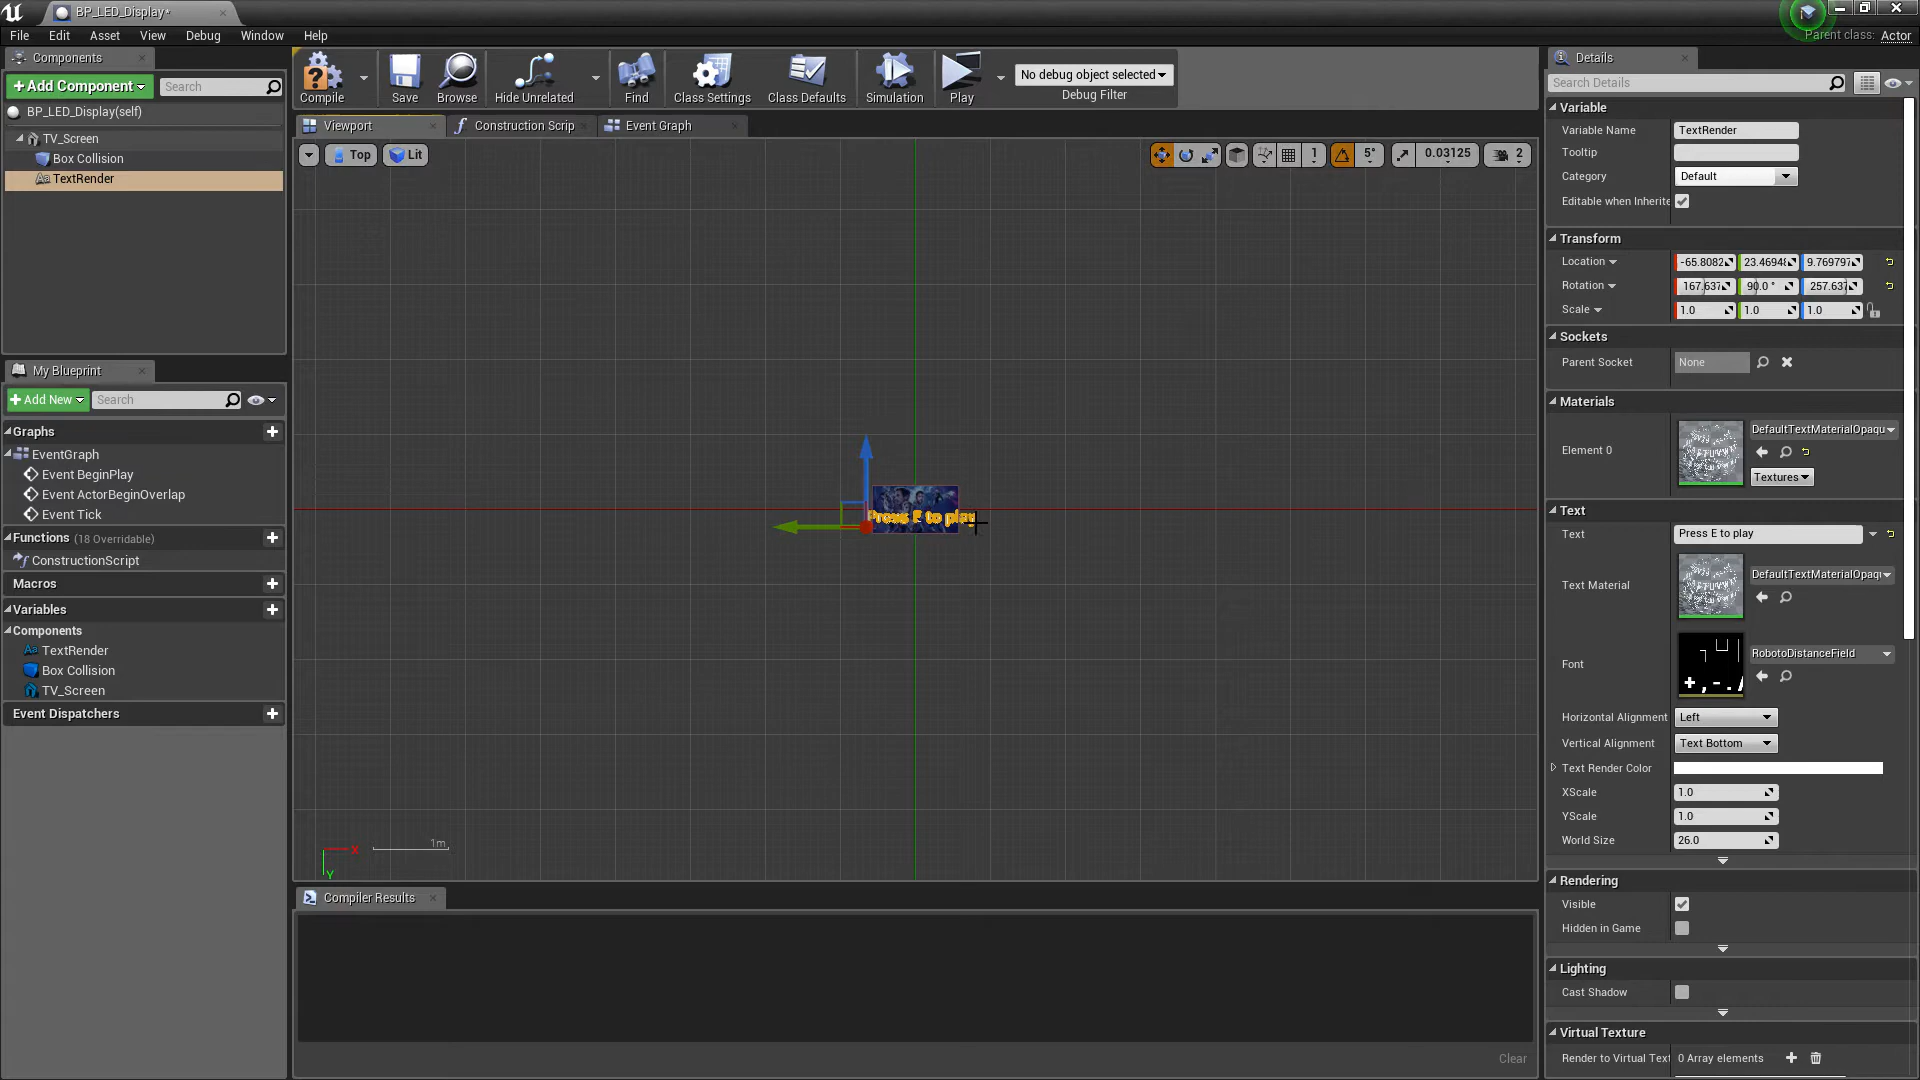 BP_LED_Display*
File Edit Asset View Debug Window Help
Parent class: Actor
Components
+Add Component
Search
BP_LED_Display(self)
TV_Screen
Box Collision
TextRender
My Blueprint
+Add New
Search
Graphs
EventGraph
Event BeginPlay
Event ActorBeginOverlap
Event Tick
Functions (18 Overridable)
ConstructionScript
Macros
Variables
Components
TextRender
Box Collision
TV_Screen
Event Dispatchers
Compile
Save
Browse
Hide Unrelated
Find
Class Settings
Class Defaults
Simulation
Play
No debug object selected
Debug Filter
Viewport
Construction Scrip
Event Graph
Top
Lit
1
5°
0.03125
2
Press E to play
X
Y
1m
Compiler Results
Clear
Details
Search Details
Variable
Variable Name TextRender
Tooltip
Category Default
Editable when Inherite
Transform
Location -65.8082 23.4694 9.769797
Rotation 167.637 90.0 ° 257.637
Scale 1.0 1.0 1.0
Sockets
Parent Socket None
Materials
Element 0
DefaultTextMaterialOpaqu
Textures
Text
Text Press E to play
Text Material
DefaultTextMaterialOpaqu
Font
RobotoDistanceField
Horizontal Alignment Left
Vertical Alignment Text Bottom
Text Render Color
XScale 1.0
YScale 1.0
World Size 26.0
Rendering
Visible
Hidden in Game
Lighting
Cast Shadow
Virtual Texture
Render to Virtual Text 0 Array elements